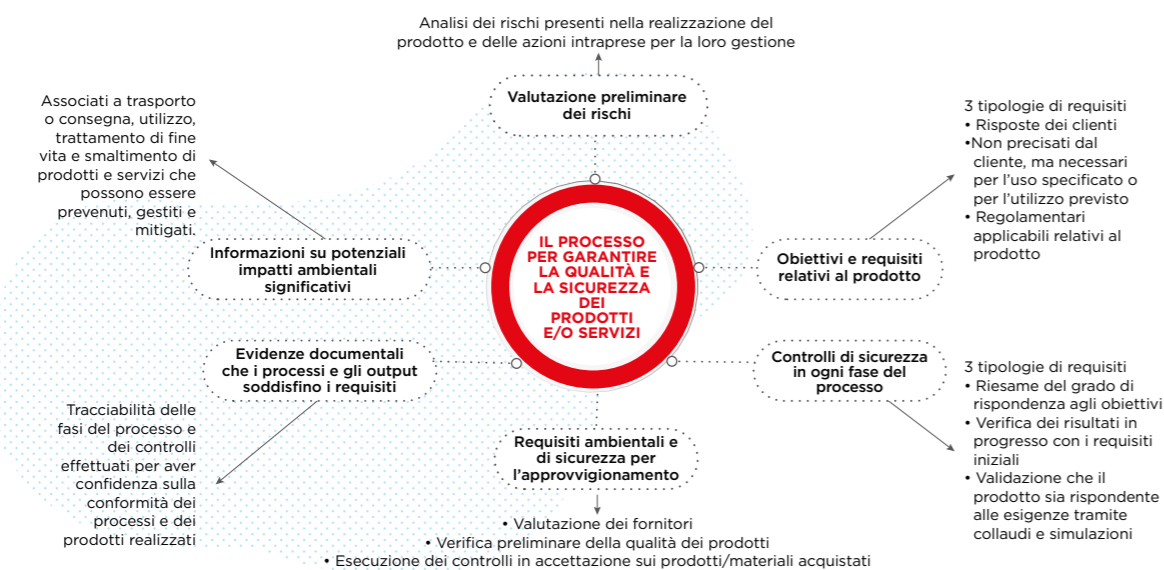 Analisi dei rischi presenti nella realizzazione del
prodotto e delle azioni intraprese per la loro gestione
Valutazione preliminare
dei rischi
Associati a trasporto
o consegna, utilizzo,
trattamento di fine
vita e smaltimento di
prodotti e servizi che
possono essere
prevenuti, gestiti e
mitigati.
Informazioni su potenziali
impatti ambientali
significativi
IL PROCESSO
PER GARANTIRE
LA QUALITÀ E
LA SICUREZZA
DEI
PRODOTTI
E/O SERVIZI
3 tipologie di requisiti
• Risposte dei clienti
•Non precisati dal
cliente, ma necessari
per l'uso specificato o
per l'utilizzo previsto
• Regolamentari
applicabili relativi al
prodotto
Obiettivi e requisiti
relativi al prodotto
Evidenze documentali
che i processi e gli output
soddisfino i requisiti
Tracciabilità delle
fasi del processo e
dei controlli
effettuati per aver
confidenza sulla
conformità dei
processi e dei
prodotti realizzati
Controlli di sicurezza
in ogni fase del
processo
3 tipologie di requisiti
• Riesame del grado di
rispondenza agli obiettivi
• Verifica dei risultati in
progresso con i requisiti
iniziali
• Validazione che il
prodotto sia rispondente
alle esigenze tramite
collaudi e simulazioni
Requisiti ambientali e
di sicurezza per
l'approvvigionamento
• Valutazione dei fornitori
• Verifica preliminare della qualità dei prodotti
• Esecuzione dei controlli in accettazione sui prodotti/materiali acquistati